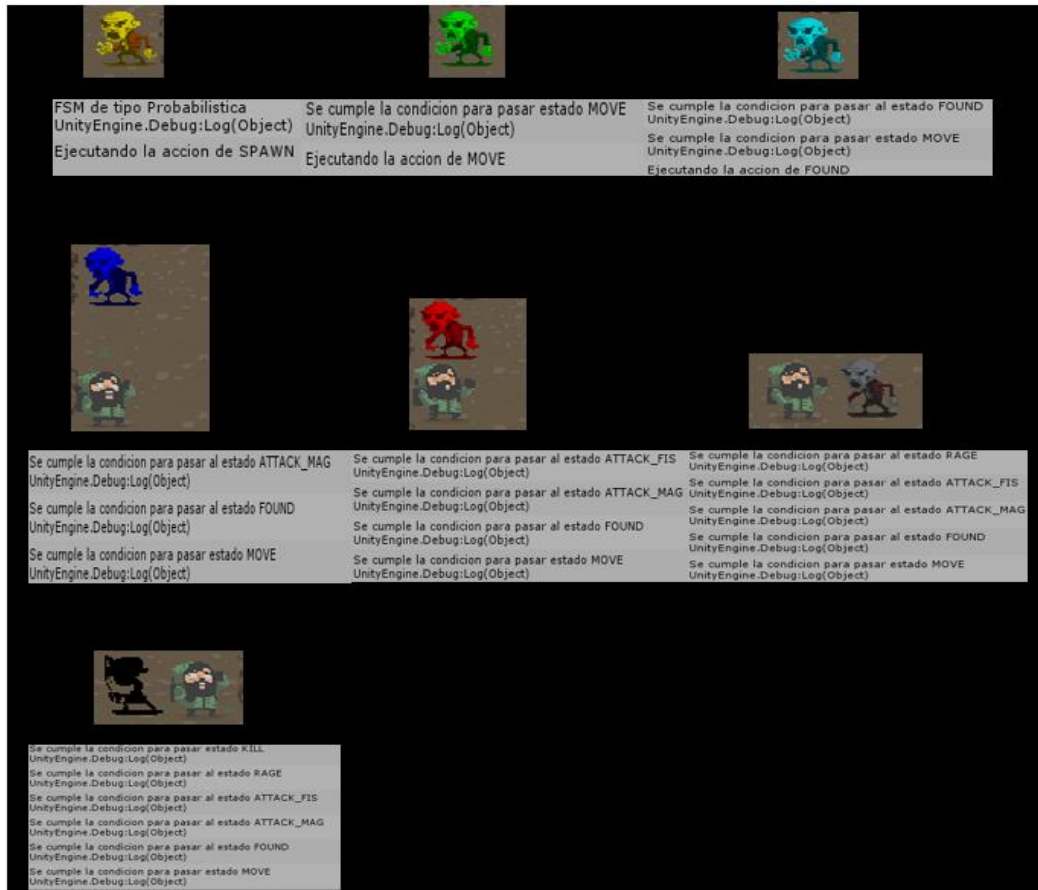 FSM de tipo Probabilistica
UnityEngine.Debug:Log(Object)
Ejecutando la accion de SPAWN
Se cumple la condicion para pasar estado MOVE
UnityEngine.Debug:Log(Object)
Ejecutando la accion de MOVE
Se cumple la condicion para pasar al estado FOUND
UnityEngine.Debug:Log(Object)
Se cumple la condicion para pasar estado MOVE
UnityEngine.Debug:Log(Object)
Ejecutando la accion de FOUND
Se cumple la condicion para pasar al estado ATTACK_MAG
UnityEngine.Debug:Log(Object)
Se cumple la condicion para pasar al estado FOUND
UnityEngine.Debug:Log(Object)
Se cumple la condicion para pasar estado MOVE
UnityEngine.Debug:Log(Object)
Se cumple la condicion para pasar al estado ATTACK_FIS
UnityEngine.Debug:Log(Object)
Se cumple la condicion para pasar al estado ATTACK_MAG
UnityEngine.Debug:Log(Object)
Se cumple la condicion para pasar al estado FOUND
UnityEngine.Debug:Log(Object)
Se cumple la condicion para pasar estado MOVE
UnityEngine.Debug:Log(Object)
Se cumple la condicion para pasar al estado RAGE
UnityEngine.Debug:Log(Object)
Se cumple la condicion para pasar al estado ATTACK_FIS
UnityEngine.Debug:Log(Object)
Se cumple la condicion para pasar al estado ATTACK_MAG
UnityEngine.Debug:Log(Object)
Se cumple la condicion para pasar al estado FOUND
UnityEngine.Debug:Log(Object)
Se cumple la condicion para pasar estado MOVE
UnityEngine.Debug:Log(Object)
Se cumple la condicion para pasar estado KILL
UnityEngine.Debug:Log(Object)
Se cumple la condicion para pasar al estado RAGE
UnityEngine.Debug:Log(Object)
Se cumple la condicion para pasar al estado ATTACK_FIS
UnityEngine.Debug:Log(Object)
Se cumple la condicion para pasar al estado ATTACK_MAG
UnityEngine.Debug:Log(Object)
Se cumple la condicion para pasar al estado FOUND
UnityEngine.Debug:Log(Object)
Se cumple la condicion para pasar estado MOVE
UnityEngine.Debug:Log(Object)